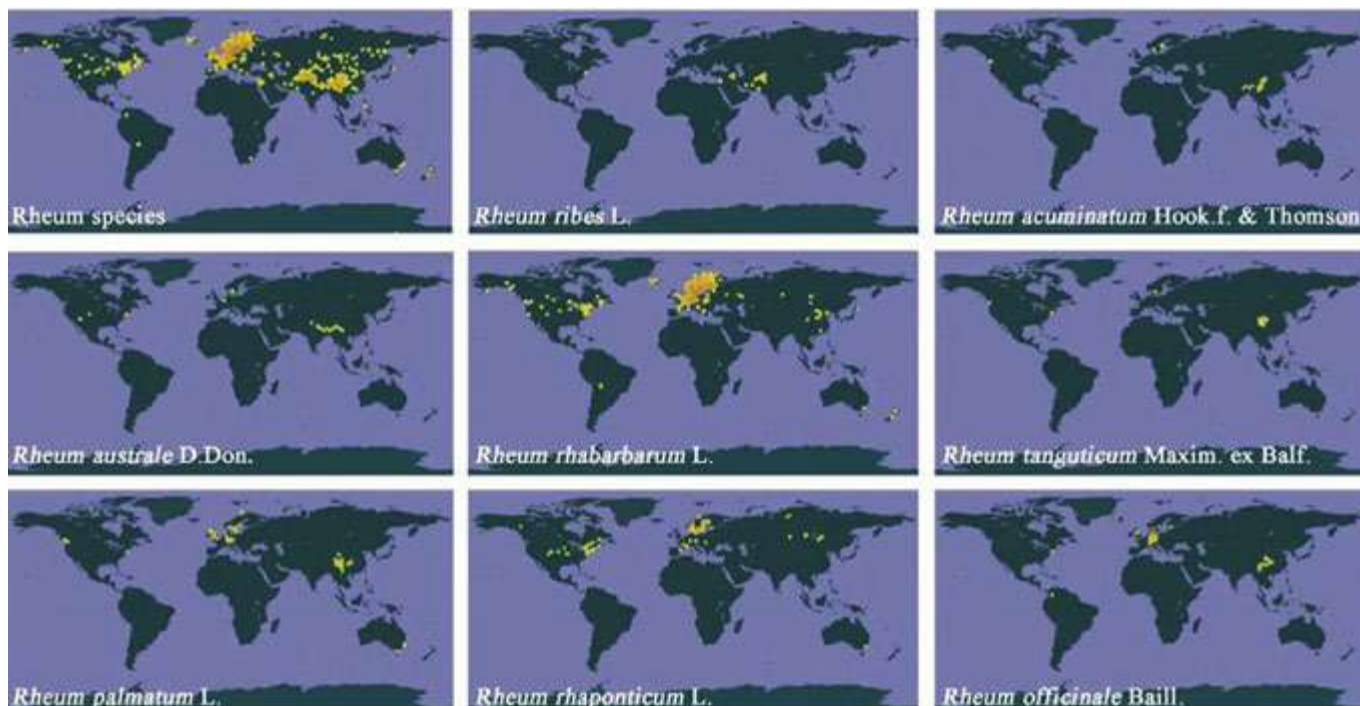 Rheum species
Rheum ribes L.
Rheum acuminatum Hook.f. & Thomson
Rheum australe D.Don.
Rheum rhabarbarum L.
Rheum tanguticum Maxim. ex Balf.
Rheum palmatum L.
Rheum rhaponticum L.
Rheum officinale Baill.